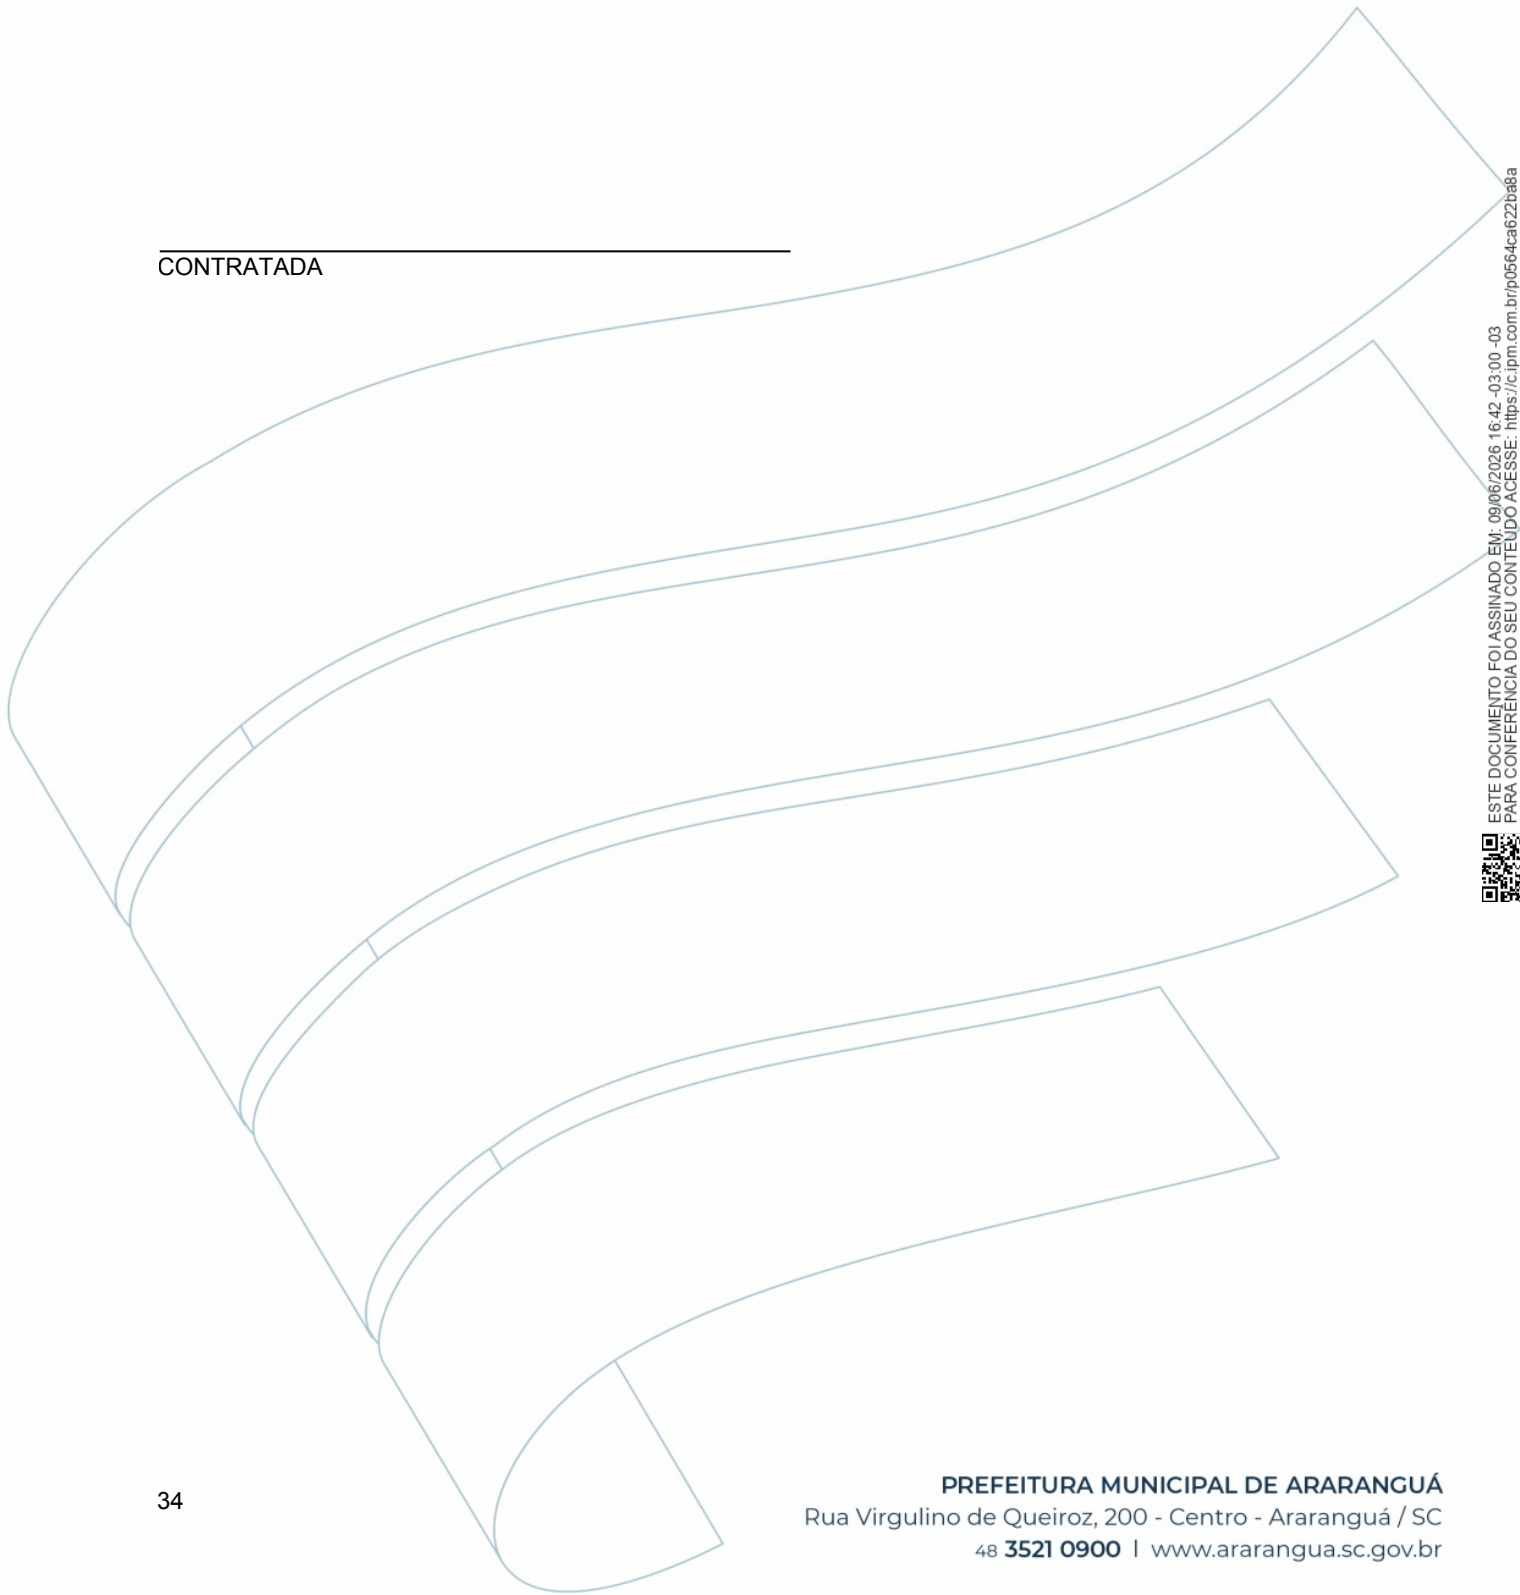 CONTRATADA
ESTE DOCUMENTO FOI ASSINADO EM: 09/06/2026 16:42 -03:00 -03
PARA CONFERÊNCIA DO SEU CONTEÚDO ACESSE: https://c.ipm.com.br/p0564ca622ba8a
34
PREFEITURA MUNICIPAL DE ARARANGUÁ
Rua Virgulino de Queiroz, 200 - Centro - Araranguá / SC
48 3521 0900 | www.ararangua.sc.gov.br